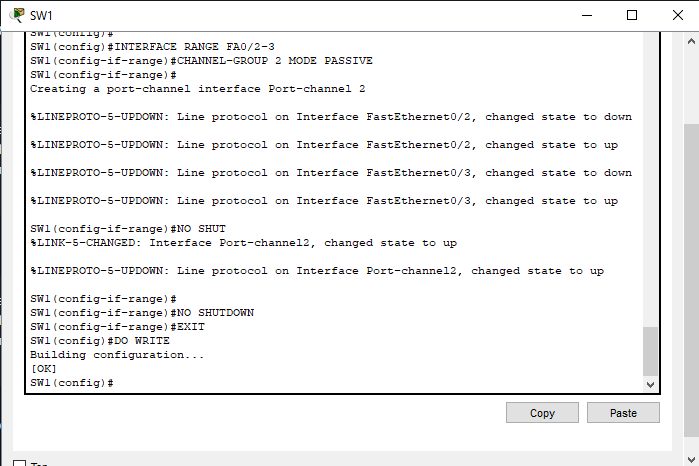 SW1
SW1(config)#
SW1(config)#INTERFACE RANGE FA0/2-3
SW1(config-if-range)#CHANNEL-GROUP 2 MODE PASSIVE
SW1(config-if-range)#
Creating a port-channel interface Port-channel 2
%LINEPROTO-5-UPDOWN: Line protocol on Interface FastEthernet0/2, changed state to down
%LINEPROTO-5-UPDOWN: Line protocol on Interface FastEthernet0/2, changed state to up
%LINEPROTO-5-UPDOWN: Line protocol on Interface FastEthernet0/3, changed state to down
%LINEPROTO-5-UPDOWN: Line protocol on Interface FastEthernet0/3, changed state to up
SW1(config-if-range)#NO SHUT
%LINK-5-CHANGED: Interface Port-channel2, changed state to up
%LINEPROTO-5-UPDOWN: Line protocol on Interface Port-channel2, changed state to up
SW1(config-if-range)#
SW1(config-if-range)#NO SHUTDOWN
SW1(config-if-range)#EXIT
SW1(config)#DO WRITE
Building configuration...
[OK]
SW1(config)#
Copy Paste